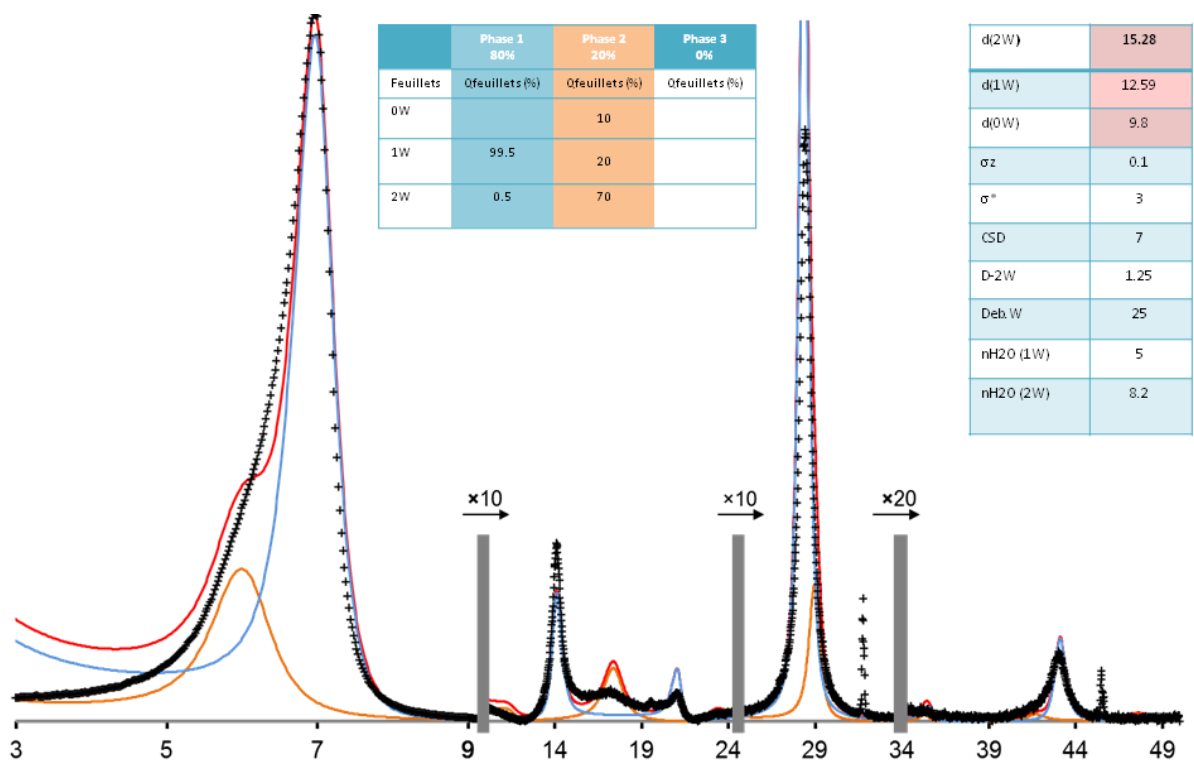 Phase 1 Phase 2 Phase 3
80% 20% 0%
Feuillets Qfeuillets (%) Qfeuillets (%) Qfeuillets (%)
0W 10
1W 99.5 20
2W 0.5 70
d(2W) 15.28
d(1W) 12.59
d(0W) 9.8
σz 0.1
σ* 3
CSD 7
D-2W 1.25
Deb. W 25
nH2O (1W) 5
nH2O (2W) 8.2
×10 ×10 ×20
3 5 7 9 14 19 24 29 34 39 44 49